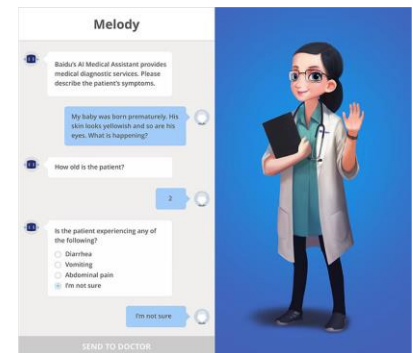 Melody
Baidu's AI Medical Assistant provides
medical diagnostic services. Please
describe the patient's symptoms.
My baby was born prematurely. His
skin looks yellowish and so are his
eyes. What is happening?
How old is the patient?
2
Is the patient experiencing any of
the following?
Diarrhea
Vomiting
Abdominal pain
I'm not sure
I'm not sure
SEND TO DOCTOR